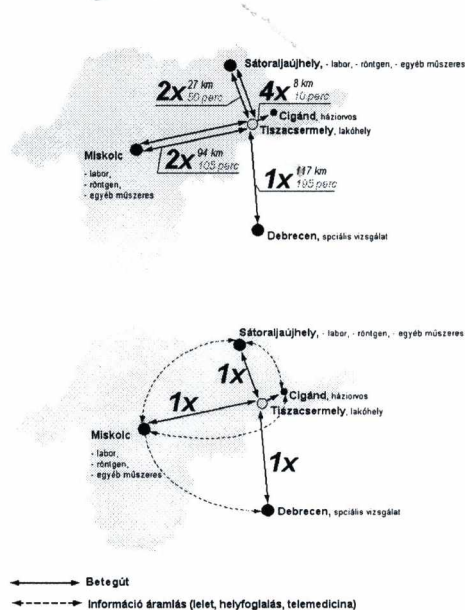 Sátoraljaújhely, - labor, - röntgen, - egyéb műszeres
2x 27 km
50 perc
4x 8 km
10 perc
Cigánd, háziorvos
Tiszacsermely, lakóhely
Miskolc
- labor,
- röntgen,
- egyéb műszeres
2x 94 km
105 perc
1x 117 km
195 perc
Debrecen, spciális vizsgálat
Sátoraljaújhely, - labor, - röntgen, - egyéb műszeres
1x
Cigánd, háziorvos
Tiszacsermely, lakóhely
1x
Miskolc
- labor,
- röntgen,
- egyéb műszeres
1x
Debrecen, spciális vizsgálat
Betegút
Információ áramlás (lelet, helyfoglalás, telemedicina)